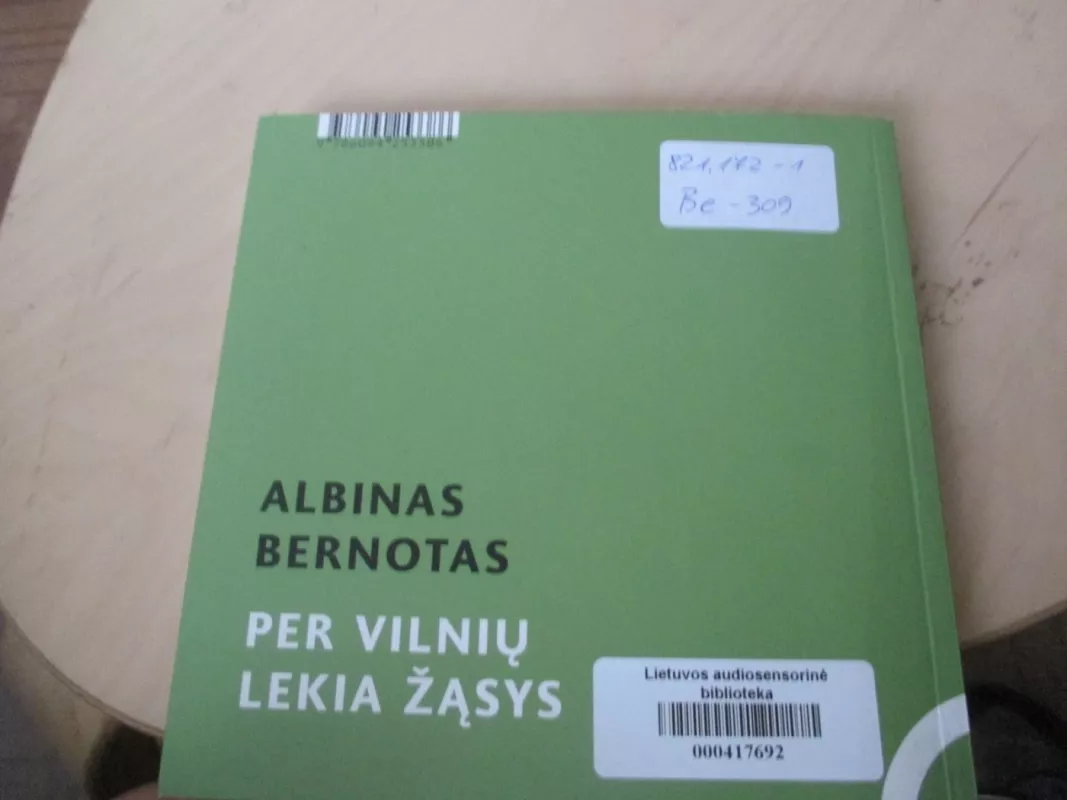 821.172-1
Be-309
ALBINAS
BERNOTAS
PER VILNIŲ
LEKIA ŽĄSYS
Lietuvos audiosensorinė
biblioteka
000417692